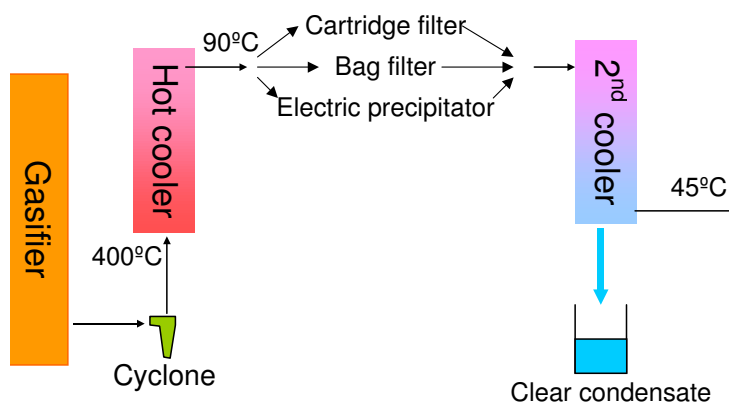 Gasifier
Cyclone
400ºC
Hot cooler
90ºC
Cartridge filter
Bag filter
Electric precipitator
2nd cooler
45ºC
Clear condensate